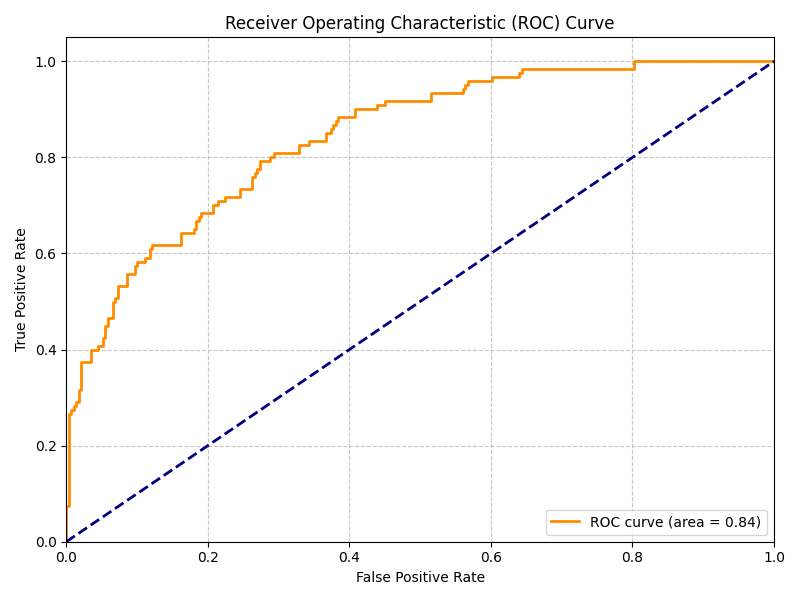 Receiver Operating Characteristic (ROC) Curve
True Positive Rate
1.0
0.8
0.6
0.4
0.2
0.0
0.0 0.2 0.4 0.6 0.8 1.0
False Positive Rate
ROC curve (area = 0.84)